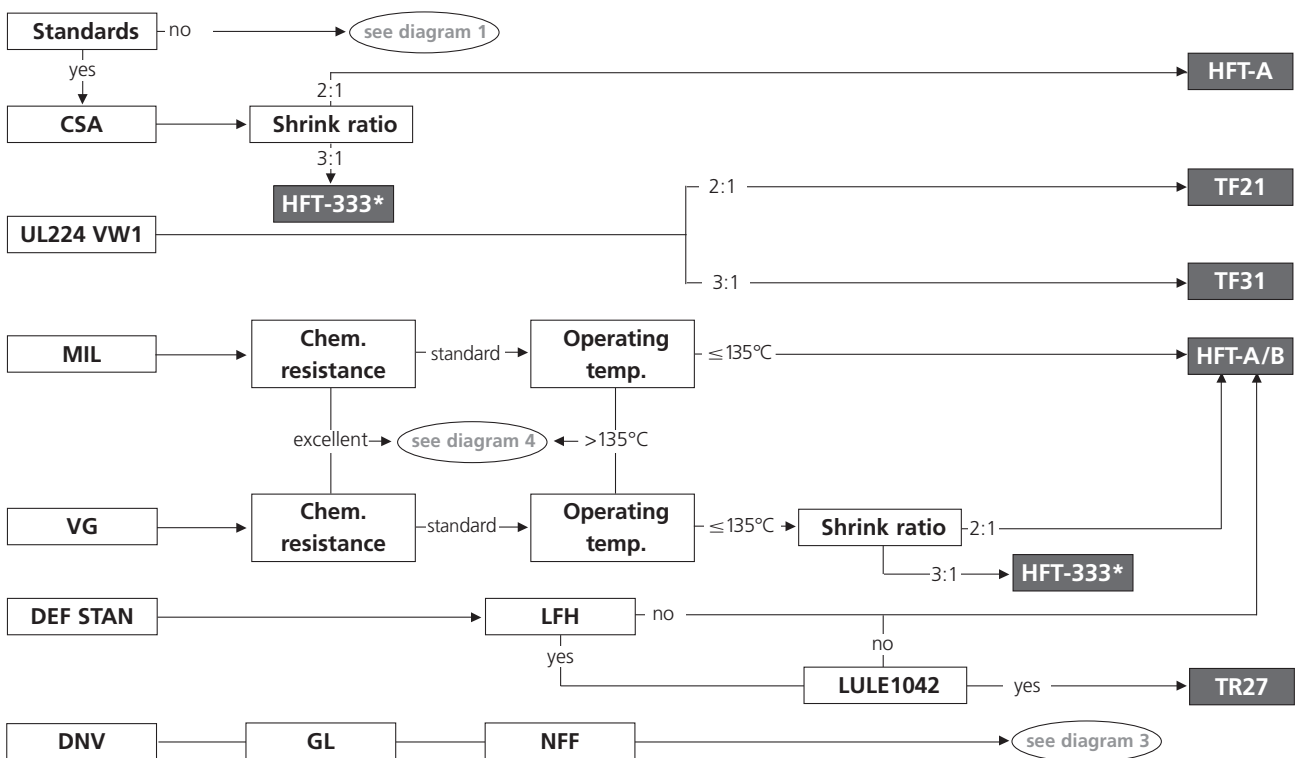 Standards
no
see diagram 1
yes
HFT-A
2:1
CSA
Shrink ratio
3:1
HFT-333*
2:1
TF21
UL224 VW1
3:1
TF31
MIL
Chem.
resistance
standard
Operating
temp.
≤135°C
HFT-A/B
excellent
see diagram 4
>135°C
VG
Chem.
resistance
standard
Operating
temp.
≤135°C
Shrink ratio
2:1
3:1
HFT-333*
DEF STAN
LFH
no
no
yes
LULE1042
yes
TR27
DNV
GL
NFF
see diagram 3